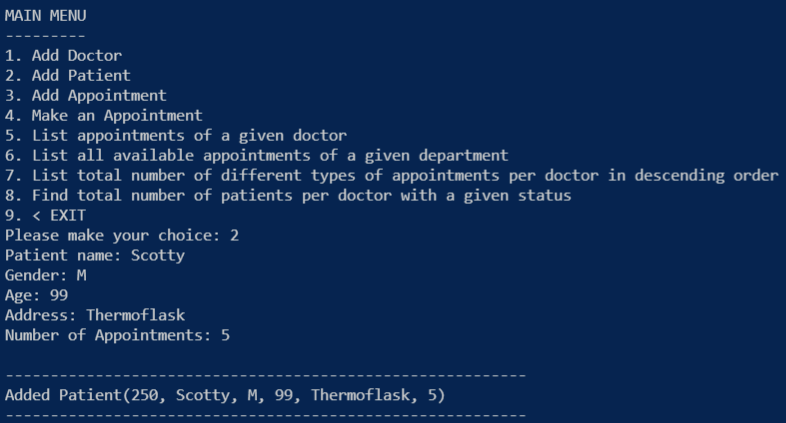 MAIN MENU
---------
1. Add Doctor
2. Add Patient
3. Add Appointment
4. Make an Appointment
5. List appointments of a given doctor
6. List all available appointments of a given department
7. List total number of different types of appointments per doctor in descending order
8. Find total number of patients per doctor with a given status
9. < EXIT
Please make your choice: 2
Patient name: Scotty
Gender: M
Age: 99
Address: Thermoflask
Number of Appointments: 5
----------------------------------------------------------
Added Patient(250, Scotty, M, 99, Thermoflask, 5)
----------------------------------------------------------